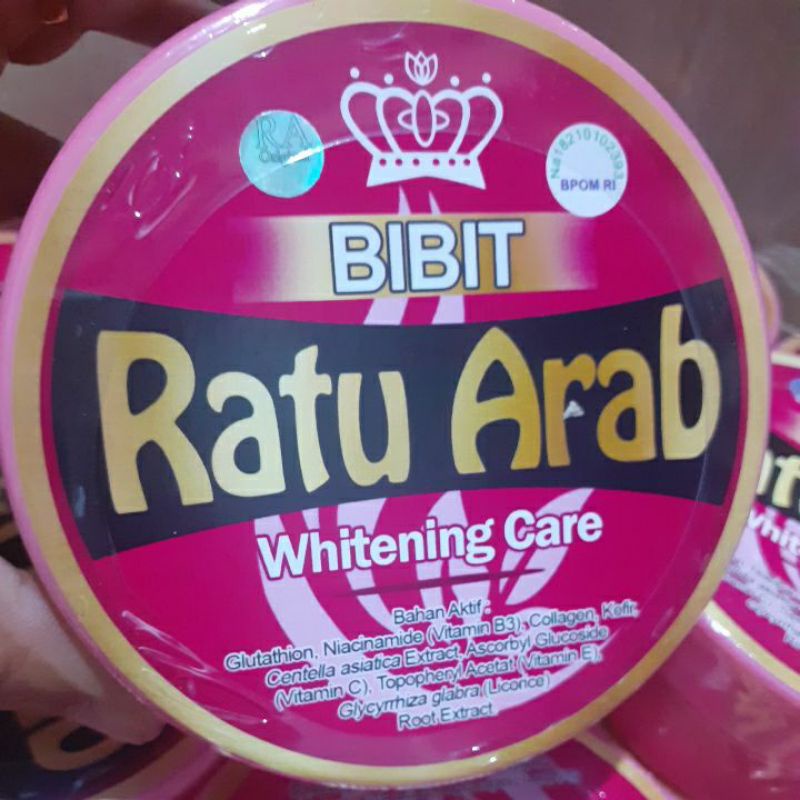 RA
Na18210102393
BPOM RI
BIBIT
Ratu Arab
Whitening Care
Bahan Aktif :
Glutathion, Niacinamide (Vitamin B3), Collagen, Kefir,
Centella asiatica Extract, Ascorbyl Glucoside
(Vitamin C), Topopheryl Acetat (Vitamin E),
Glycyrrhiza glabra (Licorice)
Root Extract.